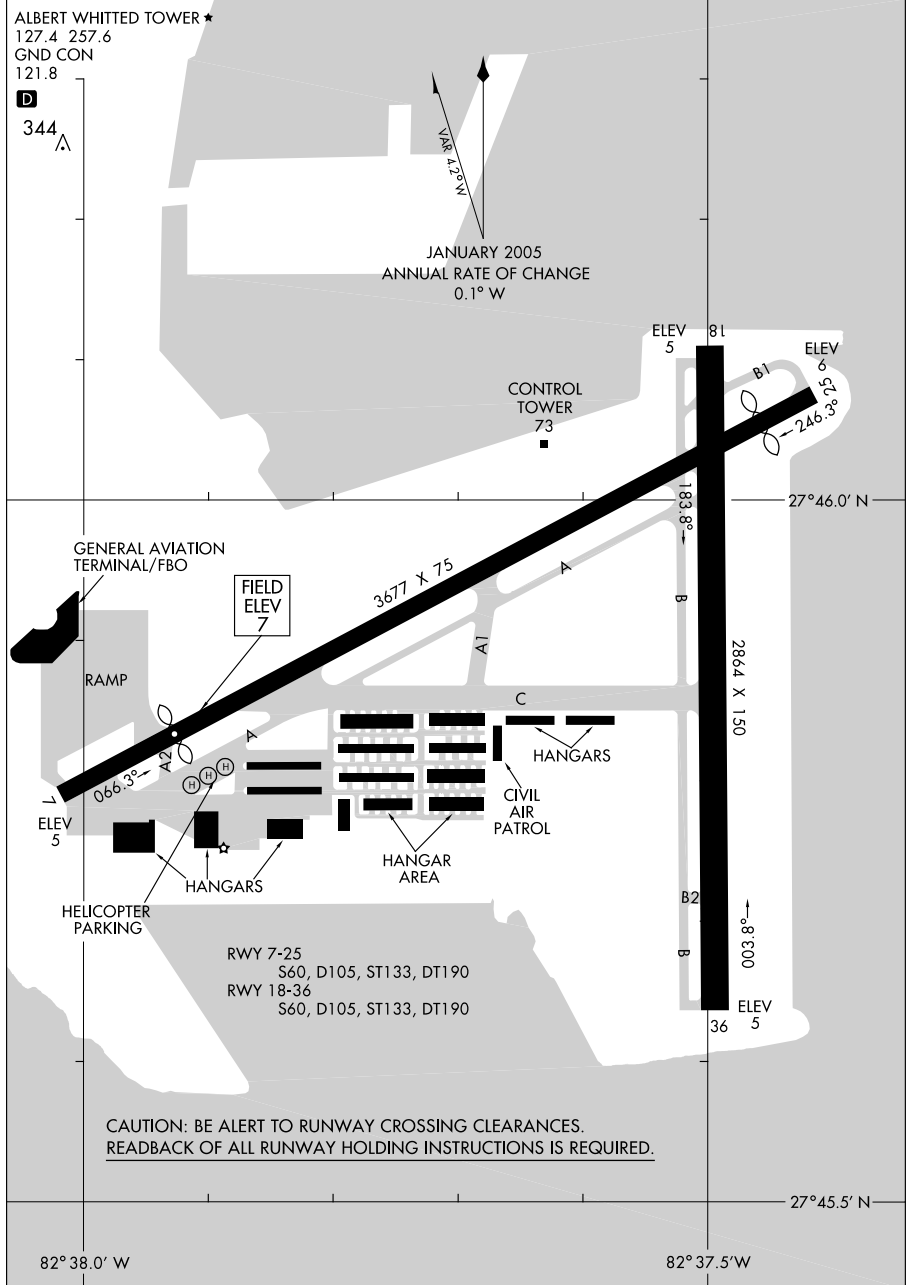 ALBERT WHITTED TOWER ★
127.4 257.6
GND CON
121.8
D
344
VAR 4.2° W
JANUARY 2005
ANNUAL RATE OF CHANGE
0.1° W
ELEV
5
18
ELEV
6
25
B1
246.3°
CONTROL
TOWER
73
27°46.0' N
183.8°
GENERAL AVIATION
TERMINAL/FBO
FIELD
ELEV
7
3677 X 75
A
B
A1
2864 X 150
RAMP
C
A
A2
066.3°
H
H
H
7
ELEV
5
HANGARS
CIVIL
AIR
PATROL
HANGAR
AREA
HANGARS
HELICOPTER
PARKING
B2
003.8°
B
RWY 7-25
S60, D105, ST133, DT190
RWY 18-36
S60, D105, ST133, DT190
36
ELEV
5
CAUTION: BE ALERT TO RUNWAY CROSSING CLEARANCES.
READBACK OF ALL RUNWAY HOLDING INSTRUCTIONS IS REQUIRED.
27°45.5' N
82°38.0' W
82°37.5'W